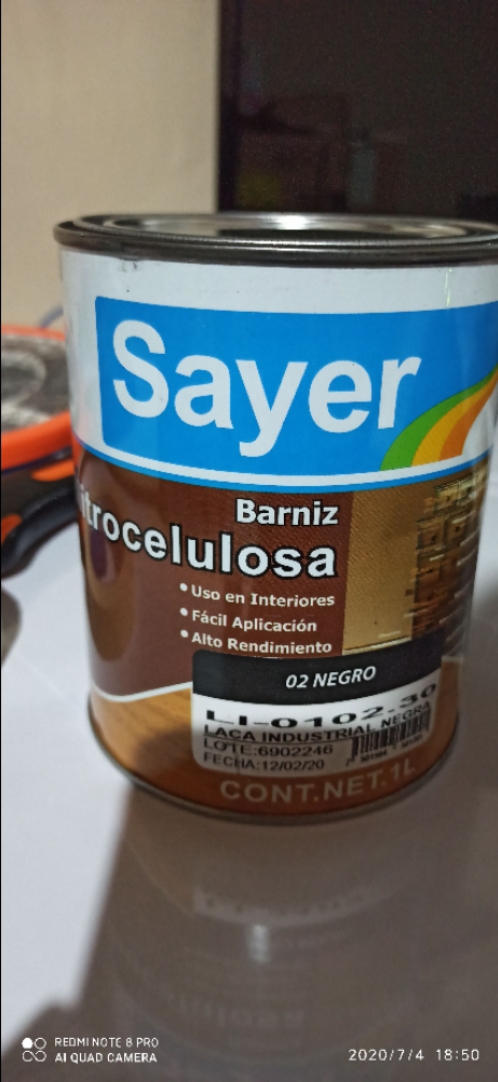 Sayer
Barniz
itrocelulosa
• Uso en Interiores
• Fácil Aplicación
• Alto Rendimiento
02 NEGRO
LI-0102-30
LACA INDUSTRIAL NEGRA
LOTE:6902246
FECHA:12/02/20
CONT.NET.1L
REDMI NOTE 8 PRO
AI QUAD CAMERA
2020/7/4 18:50